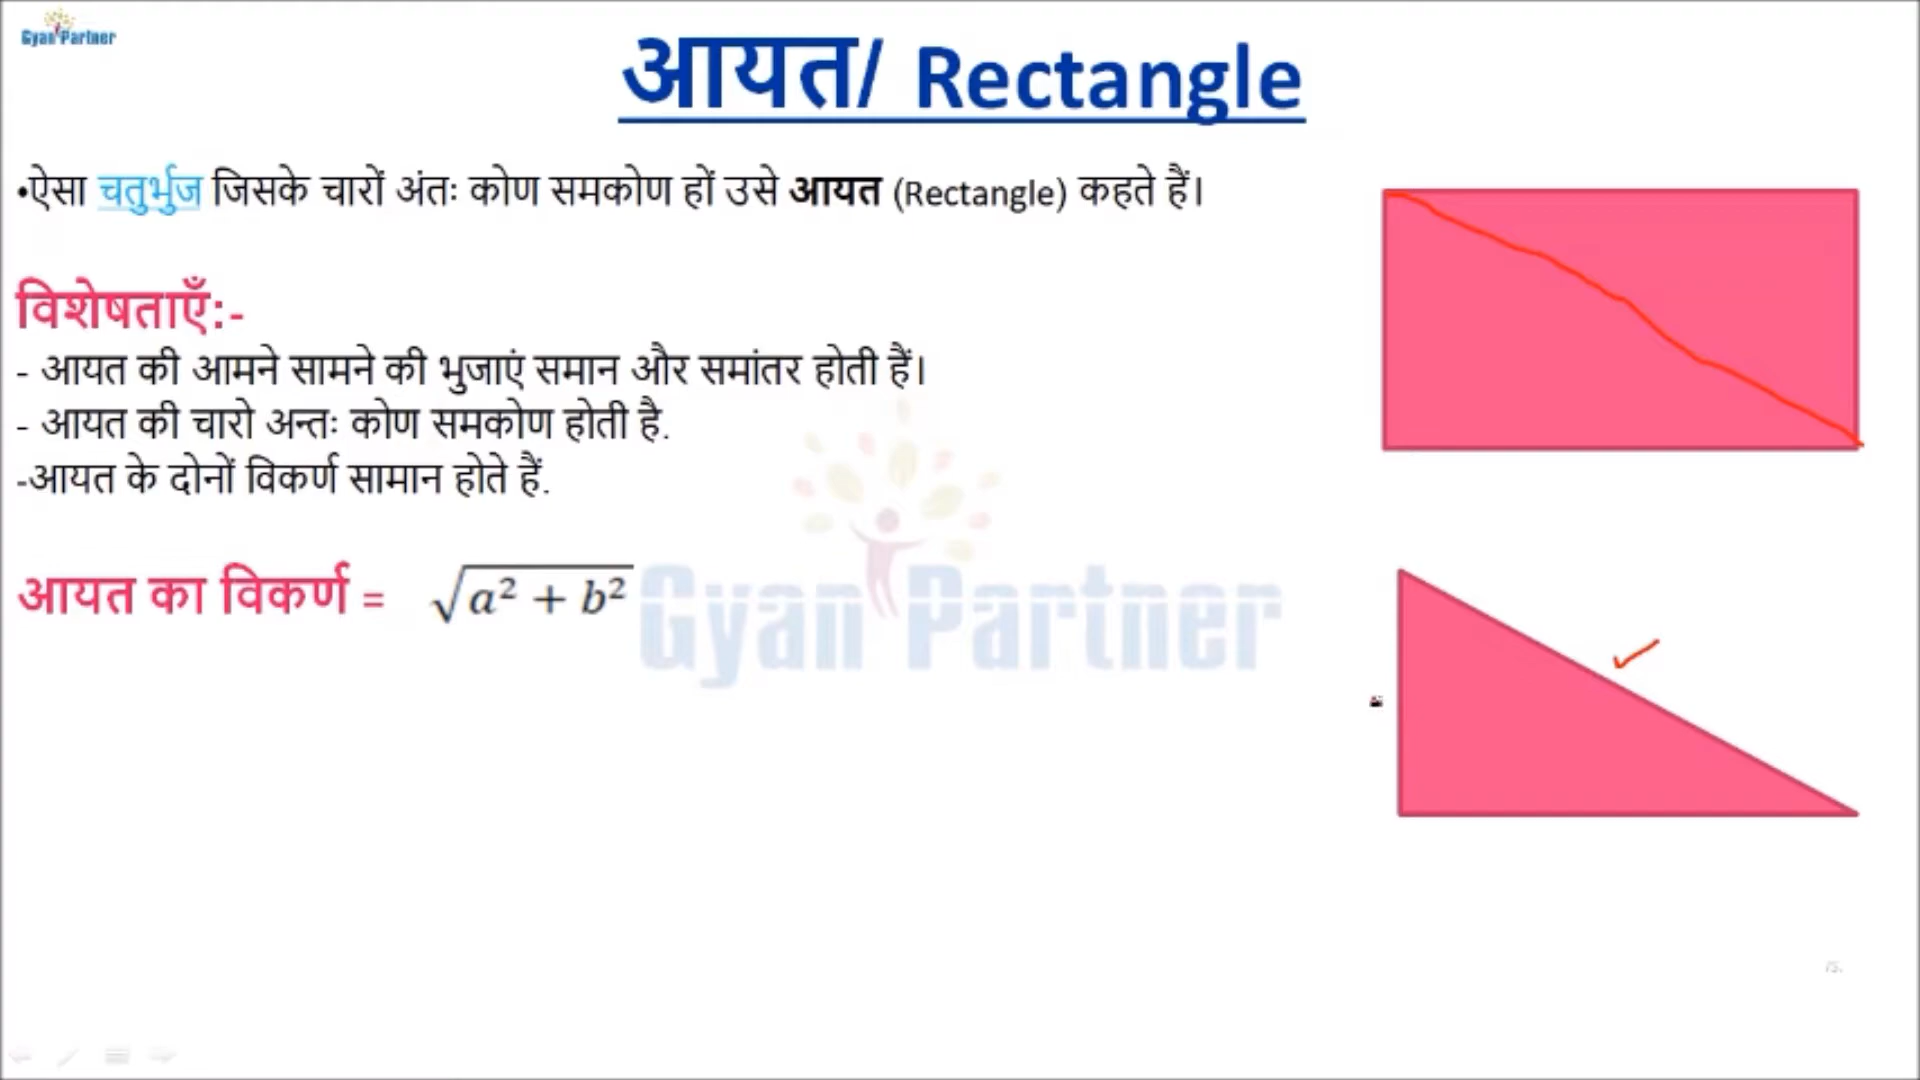 Gyan Partner
आयत/ Rectangle
•ऐसा चतुर्भुज जिसके चारों अंतः कोण समकोण हों उसे आयत (Rectangle) कहते हैं।
विशेषताएँ:-
- आयत की आमने सामने की भुजाएं समान और समांतर होती हैं।
- आयत की चारो अन्तः कोण समकोण होती है.
-आयत के दोनों विकर्ण सामान होते हैं.
आयत का विकर्ण = √a² + b²
Gyan Partner